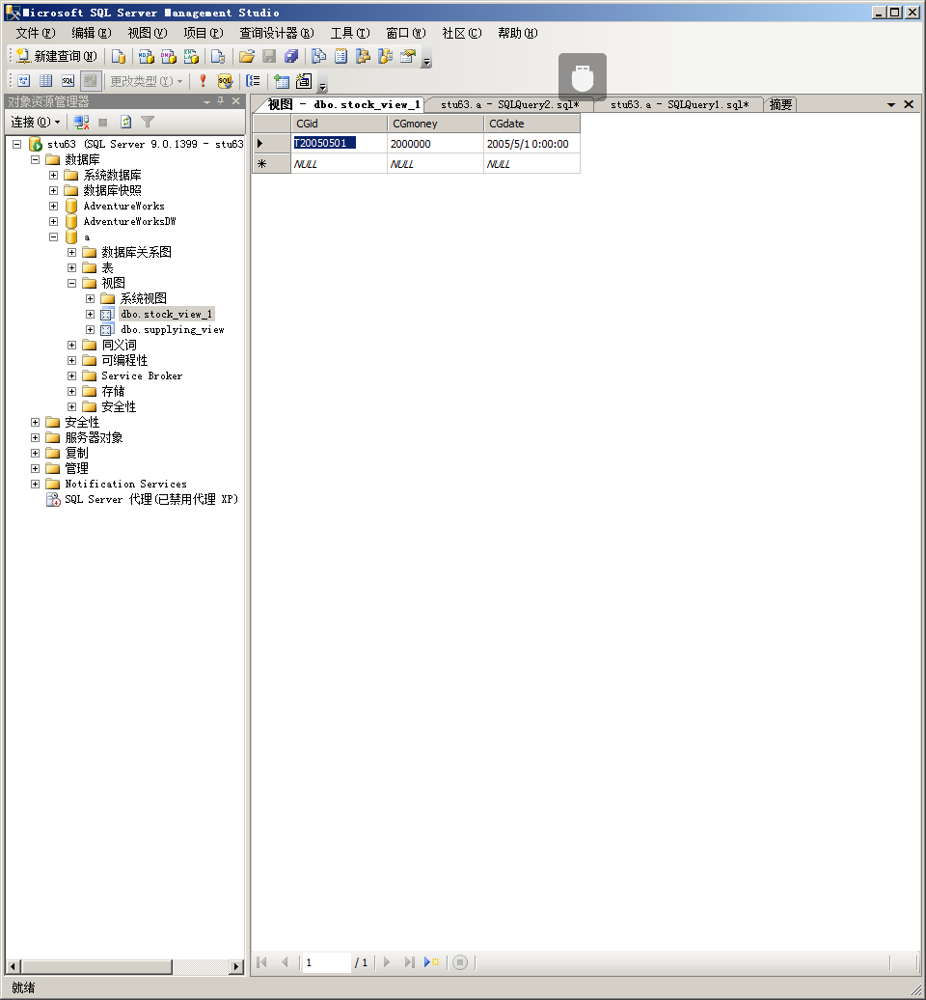 Microsoft SQL Server Management Studio
文件(F) 编辑(E) 视图(V) 项目(P) 查询设计器(R) 工具(T) 窗口(W) 社区(C) 帮助(H)
新建查询(N)
更改类型(Y)
对象资源管理器
连接(O)
stu63 (SQL Server 9.0.1399 - stu63
数据库
系统数据库
数据库快照
AdventureWorks
AdventureWorksDW
a
数据库关系图
表
视图
系统视图
dbo.stock_view_1
dbo.supplying_view
同义词
可编程性
Service Broker
存储
安全性
安全性
服务器对象
复制
管理
Notification Services
SQL Server 代理(已禁用代理 XP)
视图 - dbo.stock_view_1 stu63.a - SQLQuery2.sql* stu63.a - SQLQuery1.sql* 摘要
CGid CGmoney CGdate
T20050501 2000000 2005/5/1 0:00:00
NULL NULL NULL
1 / 1
就绪